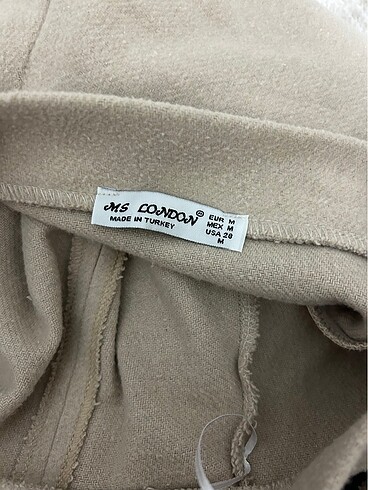 MS LONDON®
MADE IN TURKEY
EUR M
MEX M
USA 28
M